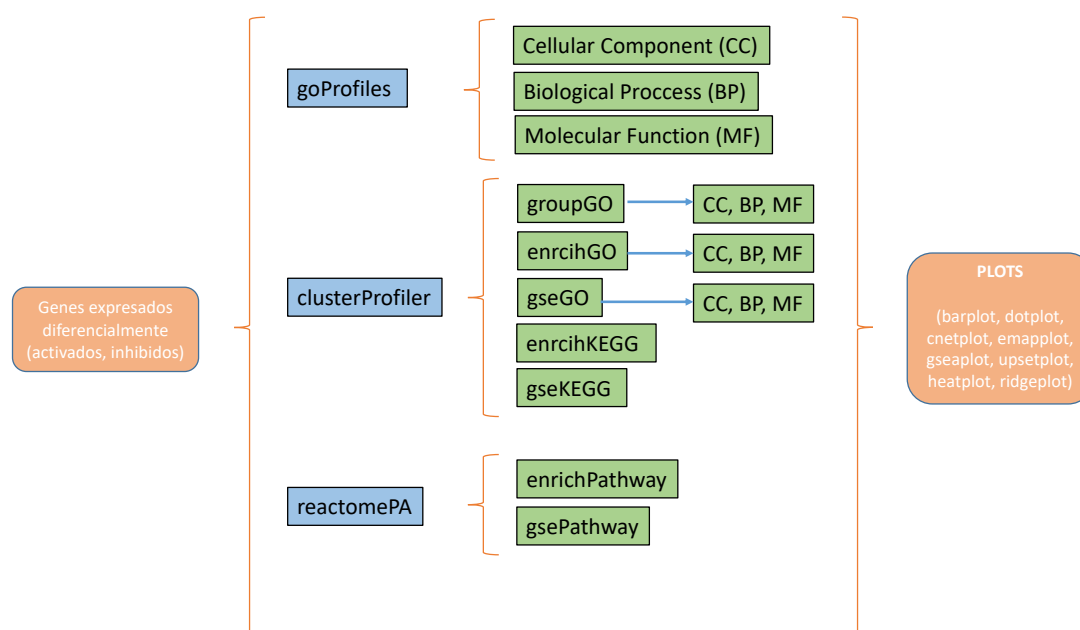 Genes expresados
diferencialmente
(activados, inhibidos)
goProfiles
Cellular Component (CC)
Biological Proccess (BP)
Molecular Function (MF)
clusterProfiler
groupGO
CC, BP, MF
enrcihGO
CC, BP, MF
gseGO
CC, BP, MF
enrcihKEGG
gseKEGG
reactomePA
enrichPathway
gsePathway
PLOTS
(barplot, dotplot,
cnetplot, emapplot,
gseaplot, upsetplot,
heatplot, ridgeplot)